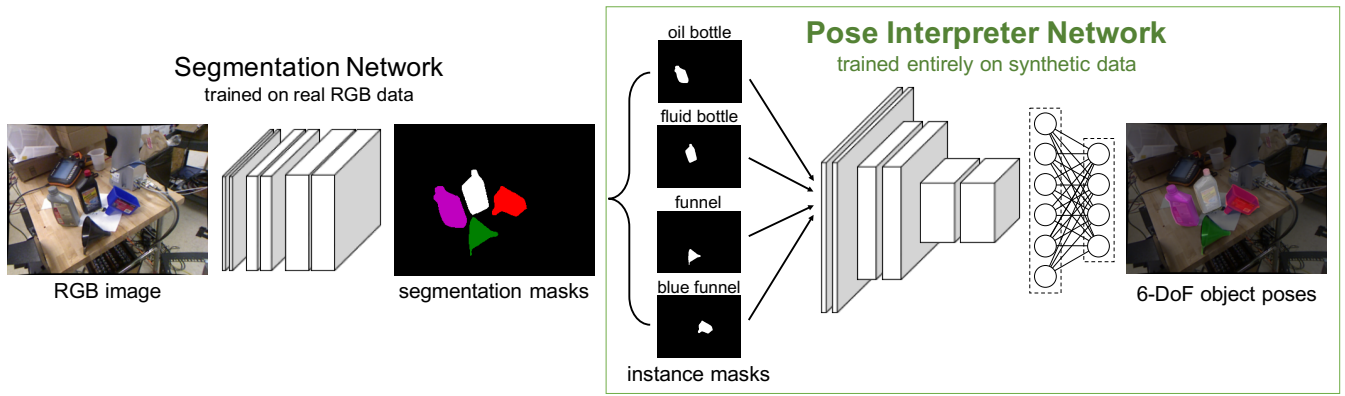 Segmentation Network
trained on real RGB data
RGB image
segmentation masks
Pose Interpreter Network
trained entirely on synthetic data
oil bottle
fluid bottle
funnel
blue funnel
instance masks
6-DoF object poses